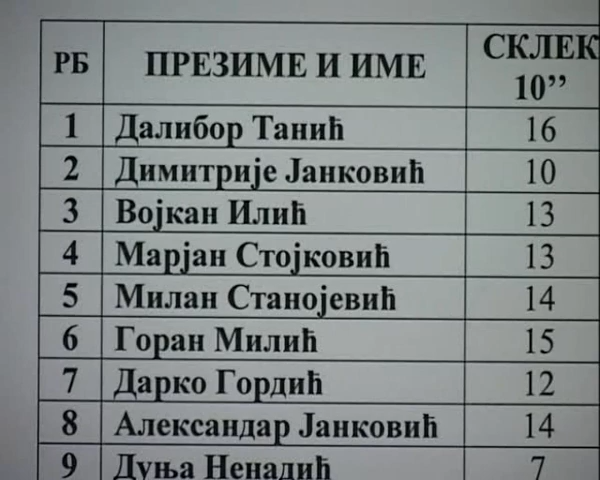 РБ ПРЕЗИМЕ И ИМЕ СКЛЕК 10”
1 Далибор Танић 16
2 Димитрије Јанковић 10
3 Војкан Илић 13
4 Марјан Стојковић 13
5 Милан Станојевић 14
6 Горан Милић 15
7 Дарко Гордић 12
8 Александар Јанковић 14
9 Дуња Ненадић 7